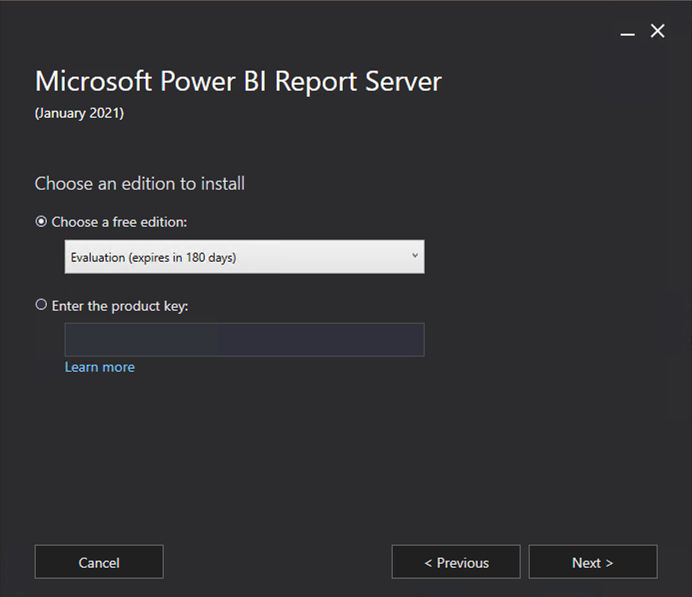 Microsoft Power BI Report Server
(January 2021)
Choose an edition to install
Choose a free edition:
Evaluation (expires in 180 days)
Enter the product key:
Learn more
Cancel
< Previous
Next >